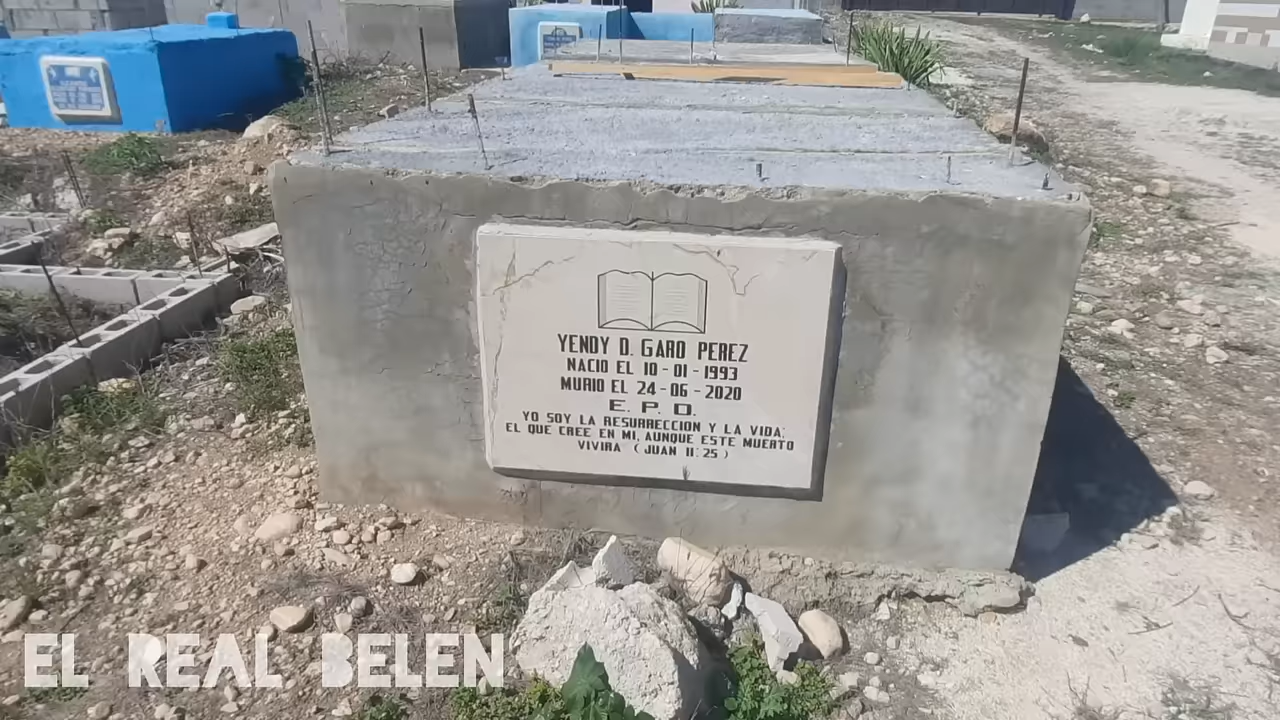 YENDY D. GARO PEREZ
NACIO EL 10-01-1993
MURIO EL 24-06-2020
E. P. D.
YO SOY LA RESURRECCION Y LA VIDA;
EL QUE CREE EN MI, AUNQUE ESTE MUERTO
VIVIRA (JUAN 11:25)
EL REAL BELEN